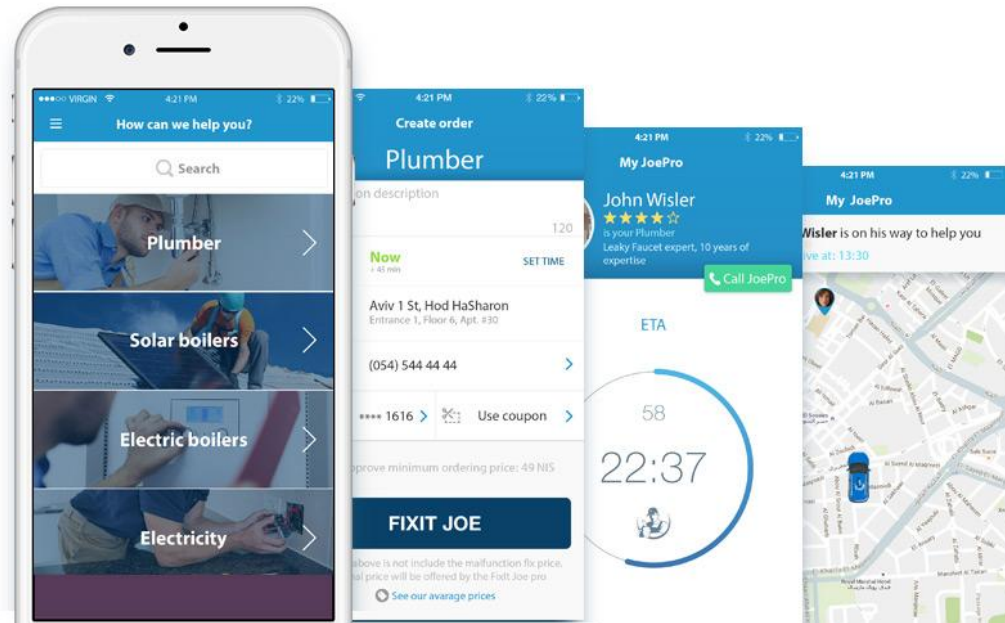 VIRGIN
4:21 PM
22%
How can we help you?
Search
Plumber
Solar boilers
Electric boilers
Electricity
4:21 PM
22%
Create order
Plumber
on description
120
Now
+ 45 min
SET TIME
Aviv 1 St, Hod HaSharon
Entrance 1, Floor 6, Apt. #30
(054) 544 44 44
•••• 1616
Use coupon
pprove minimum ordering price: 49 NIS
FIXIT JOE
above is not include the malfunction fix price.
al price will be offered by the FixIt Joe pro
See our avarage prices
4:21 PM
22%
My JoePro
John Wisler
is your Plumber
Leaky Faucet expert, 10 years of
expertise
Call JoePro
ETA
58
22:37
4:21 PM
22%
My JoePro
Wisler is on his way to help you
ve at: 13:30